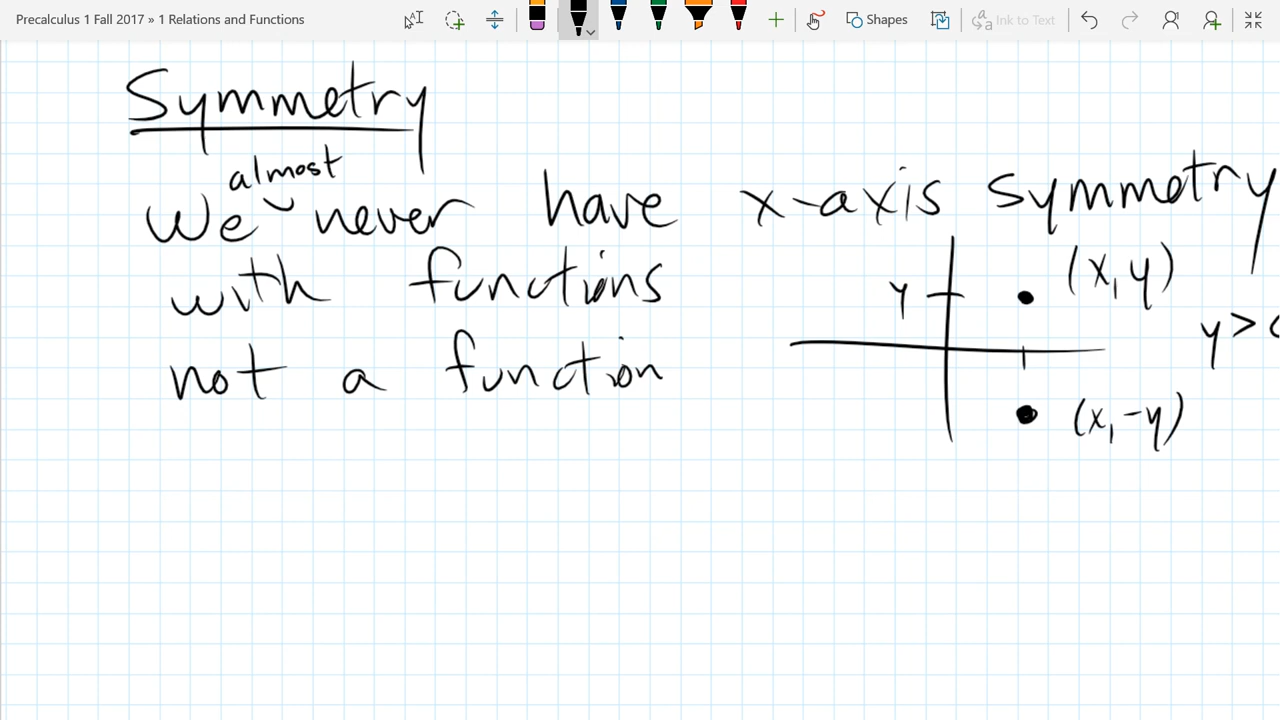 Precalculus 1 Fall 2017 » 1 Relations and Functions
Shapes
Ink to Text
Symmetry
almost
We never have x-axis symmetry
with functions
not a function
y
(x,y)
y>
(x,-y)